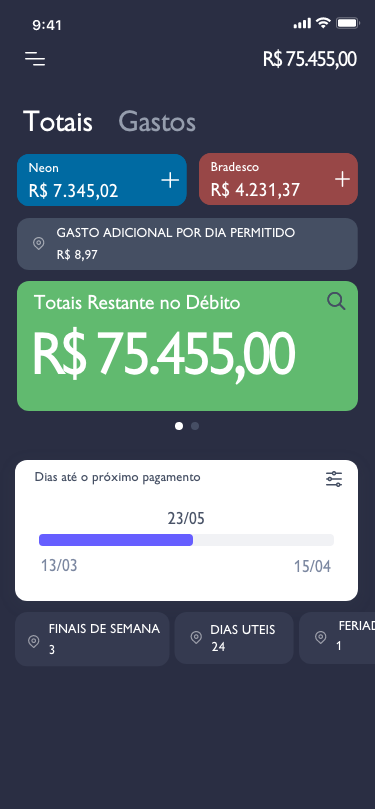 9:41
R$ 75.455,00
Totais Gastos
Neon
R$ 7.345,02
Bradesco
R$ 4.231,37
GASTO ADICIONAL POR DIA PERMITIDO
R$ 8,97
Totais Restante no Débito
R$ 75.455,00
Dias até o próximo pagamento
23/05
13/03 15/04
FINAIS DE SEMANA
3
DIAS UTEIS
24
FERIAD
1